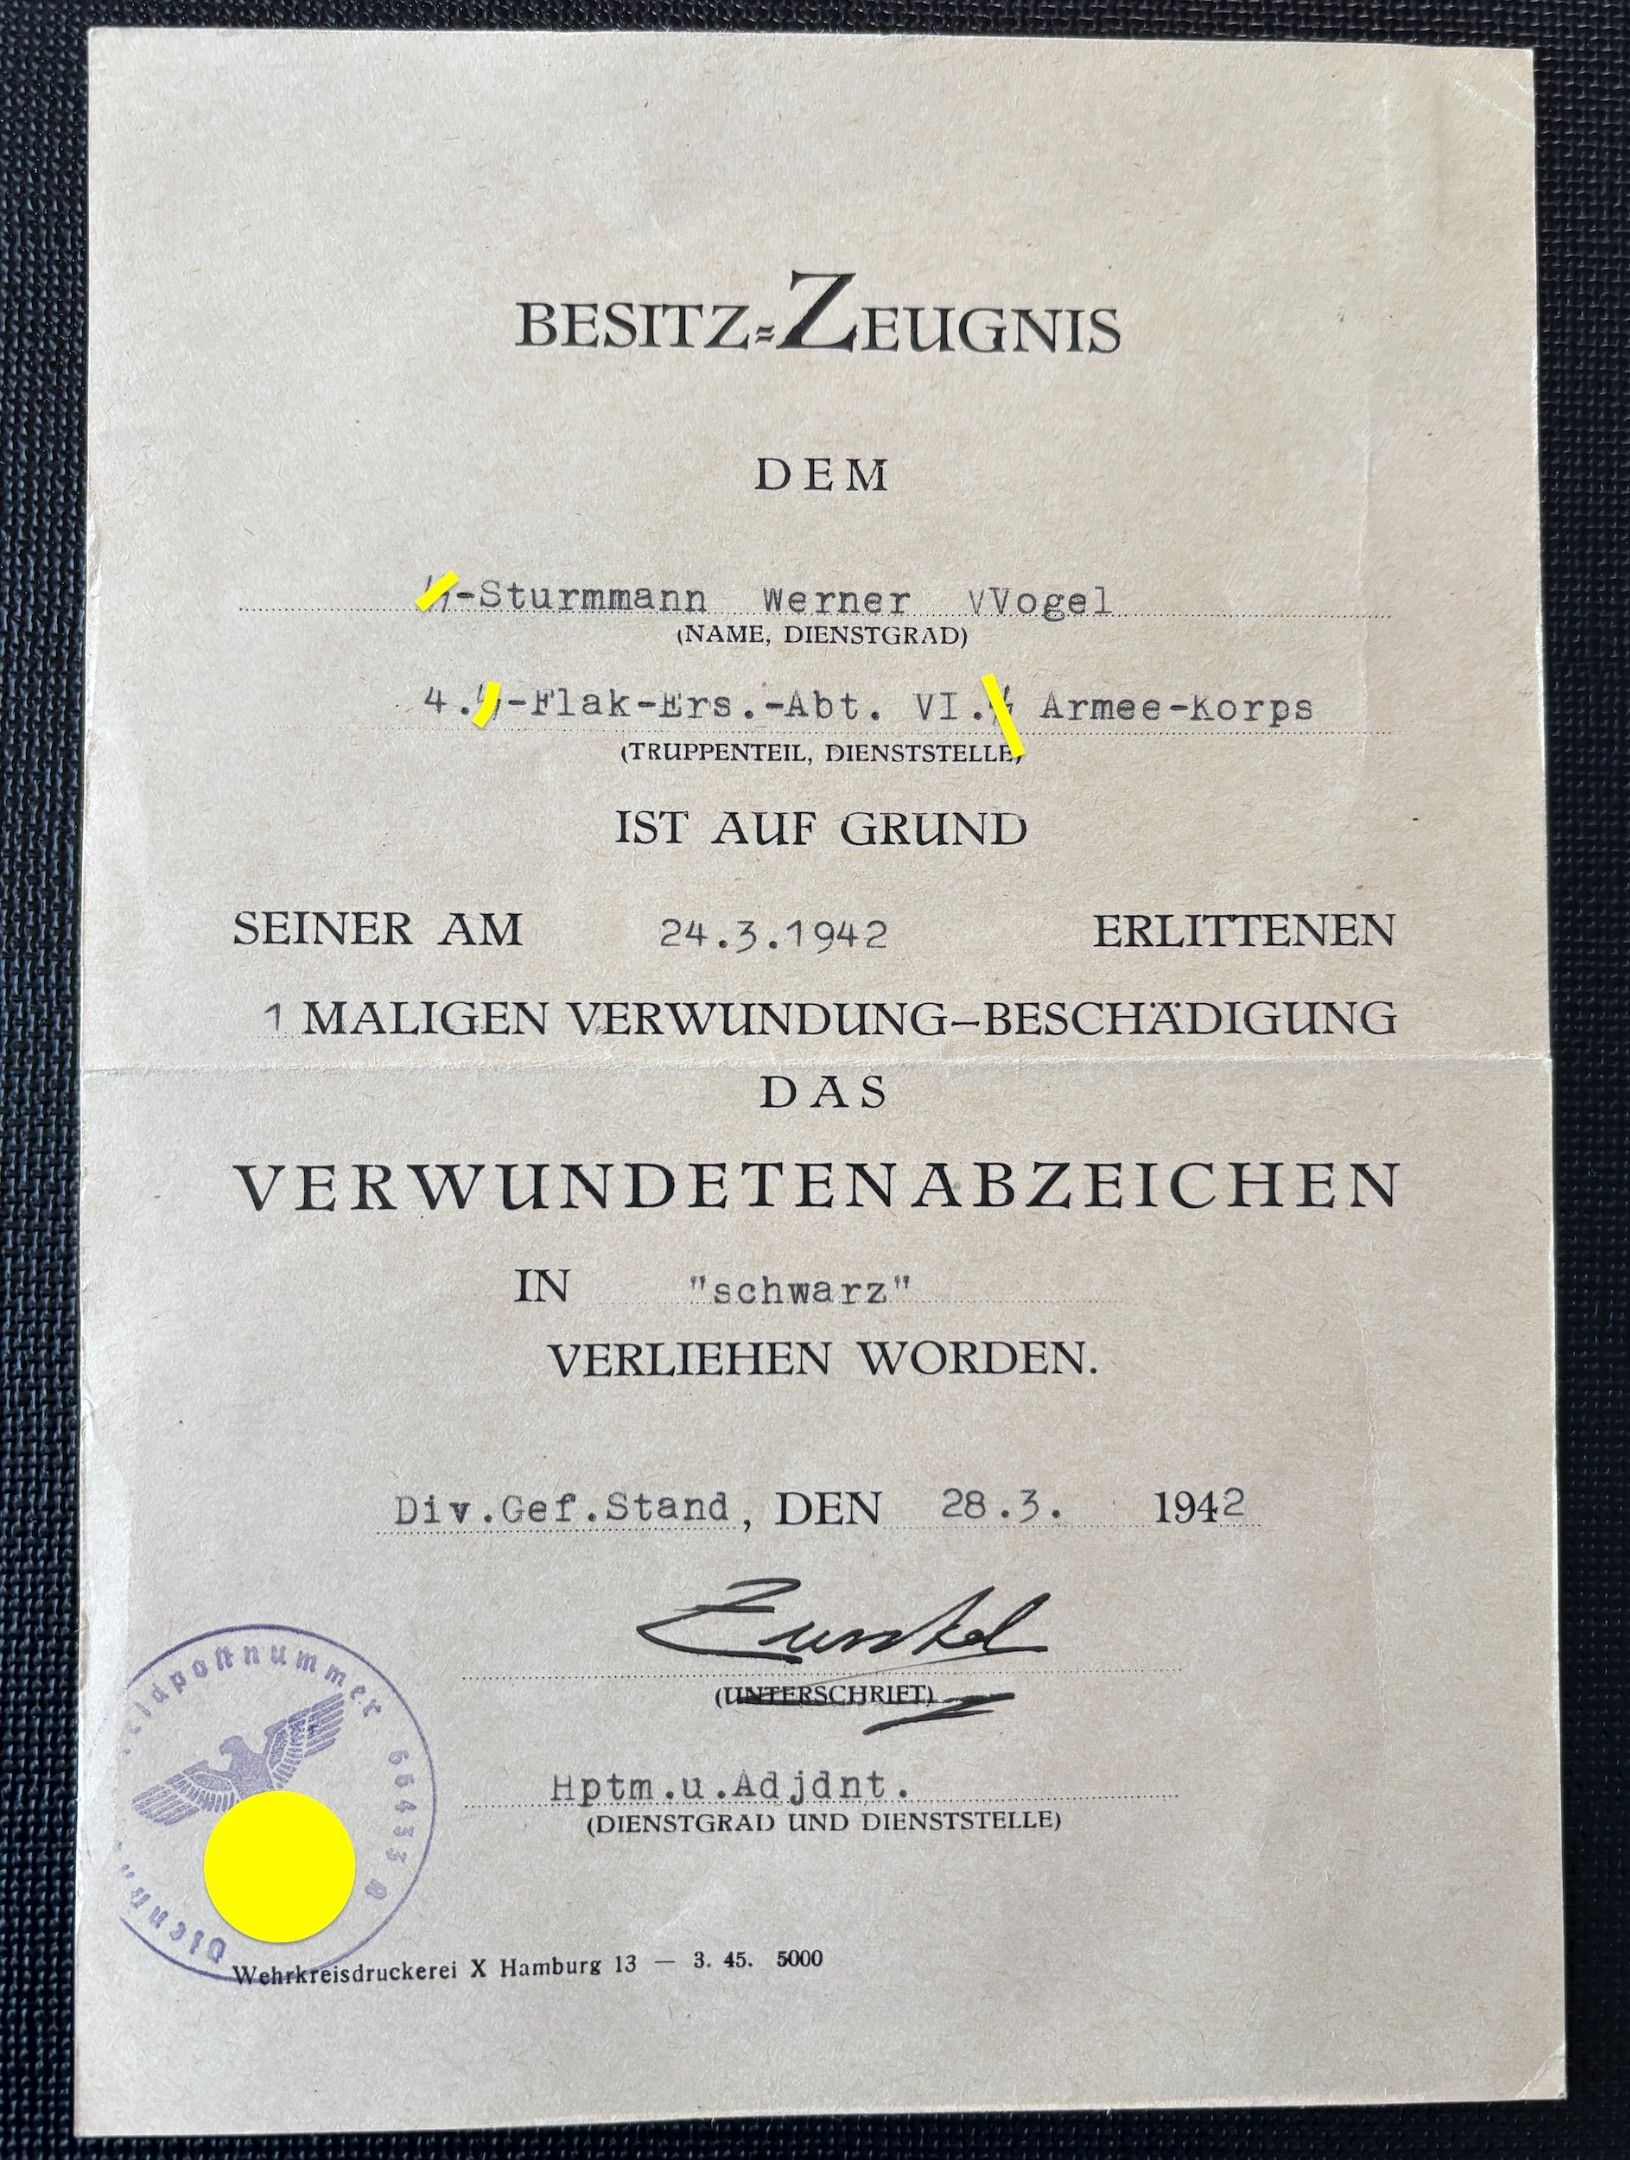 BESITZ=ZEUGNIS
DEM
-Sturmmann Werner VVogel
(NAME, DIENSTGRAD)
4.-Flak-Ers.-Abt. VI. Armee-Korps
(TRUPPENTEIL, DIENSTSTELLE)
IST AUF GRUND
SEINER AM 24.3.1942 ERLITTENEN
1 MALIGEN VERWUNDUNG–BESCHÄDIGUNG
DAS
VERWUNDETENABZEICHEN
IN "schwarz"
VERLIEHEN WORDEN.
Div.Gef.Stand, DEN 28.3. 1942
(UNTERSCHRIFT)
Hptm.u.Adjdnt.
(DIENSTGRAD UND DIENSTSTELLE)
eldpostnummer 66433
Wehrkreisdruckerei X Hamburg 13 — 3. 45. 5000